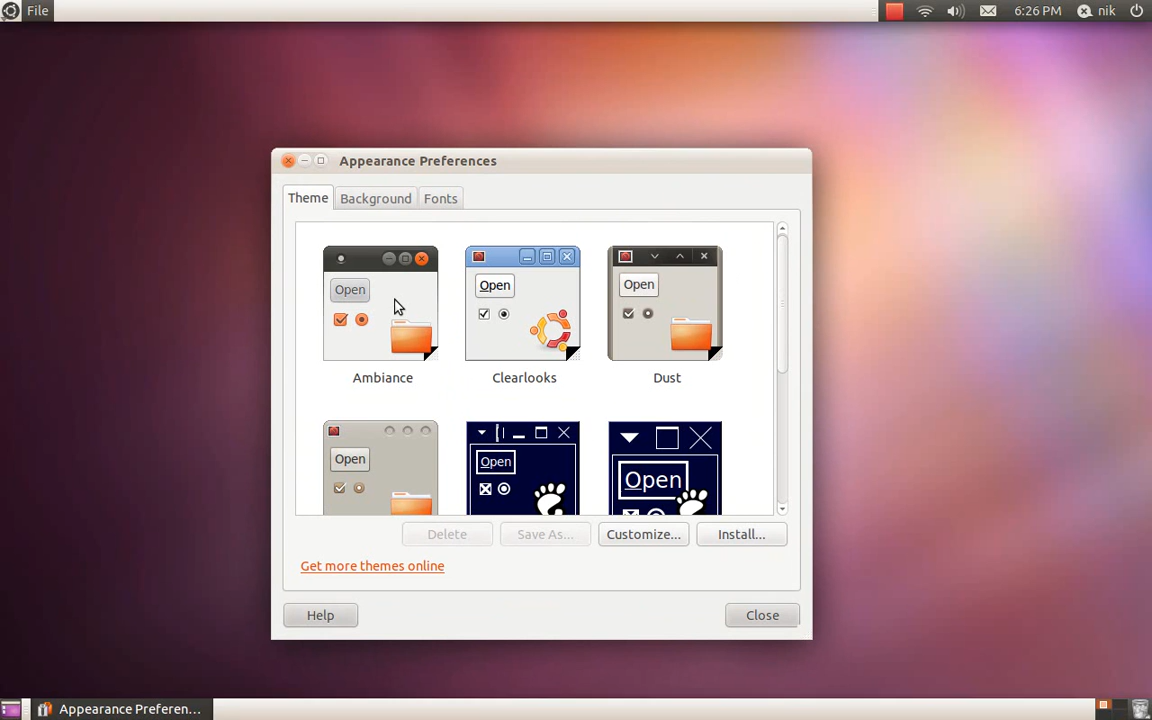 File
6:26 PM nik
Appearance Preferences
Theme Background Fonts
Open Open Open
Ambiance Clearlooks Dust
Open Open Open
Delete Save As... Customize... Install...
Get more themes online
Help Close
Appearance Preferen...